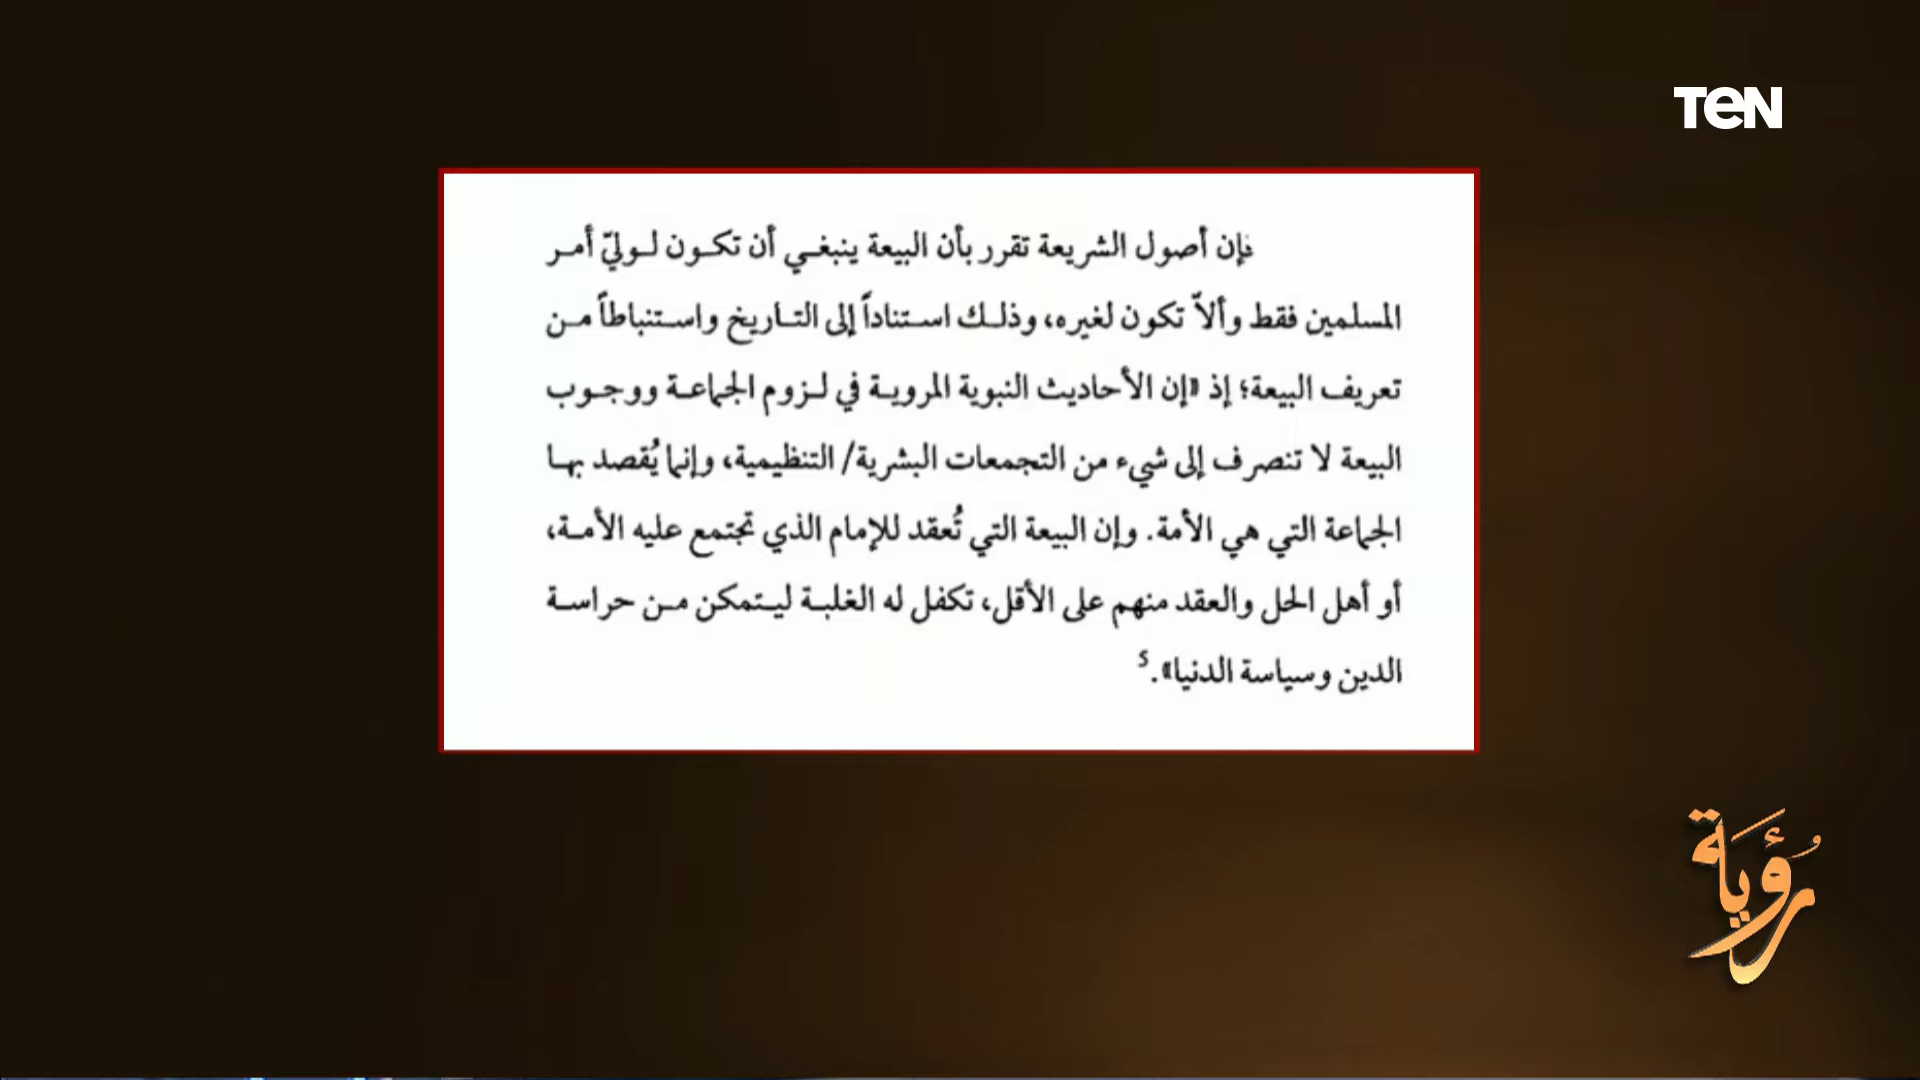 TEN
فإن أصول الشريعة تقرر بأن البيعة ينبغي أن تكون لوليّ أمر
المسلمين فقط وألاّ تكون لغيره، وذلك استناداً إلى التاريخ واستنباطاً من
تعريف البيعة؛ إذ «إن الأحاديث النبوية المروية في لزوم الجماعة ووجوب
البيعة لا تنصرف إلى شيء من التجمعات البشرية/ التنظيمية، وإنما يُقصد بها
الجماعة التي هي الأمة. وإن البيعة التي تُعقد للإمام الذي تجتمع عليه الأمة،
أو أهل الحل والعقد منهم على الأقل، تكفل له الغلبة ليتمكن من حراسة
الدين وسياسة الدنيا».5
رُؤية